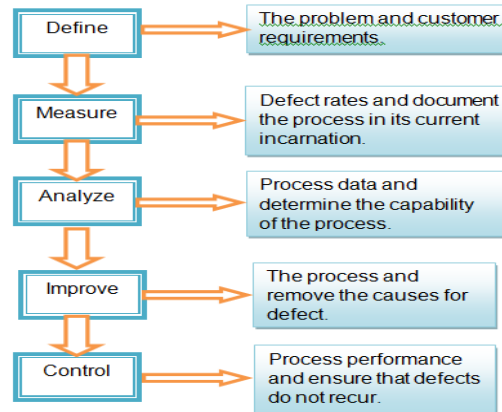 Define
The problem and customer
requirements.
Measure
Defect rates and document
the process in its current
incarnation.
Analyze
Process data and
determine the capability
of the process.
Improve
The process and
remove the causes for
defect.
Control
Process performance
and ensure that defects
do not recur.